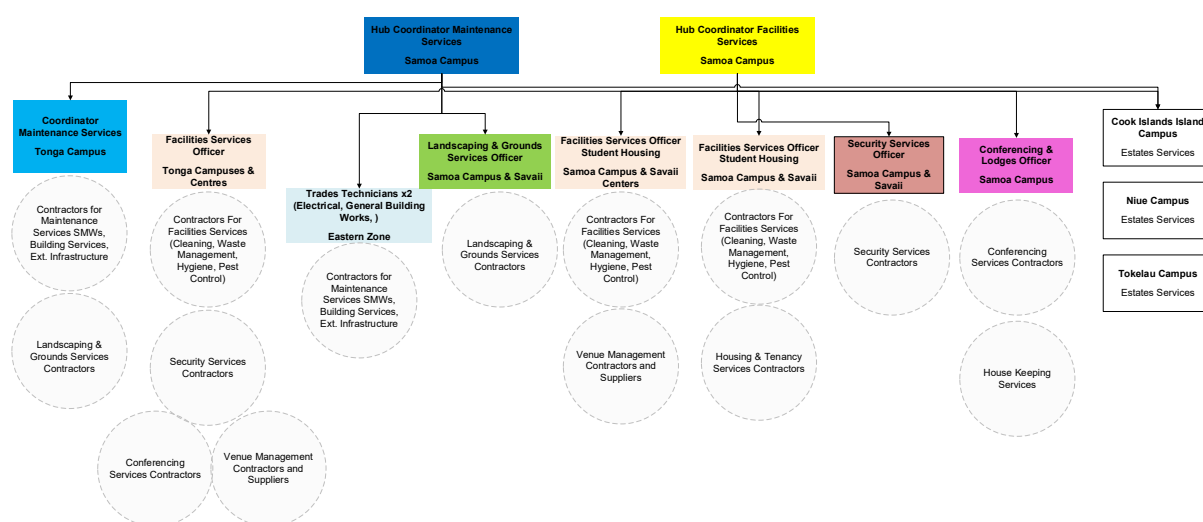 Hub Coordinator Maintenance
Services
Samoa Campus
Hub Coordinator Facilities
Services
Samoa Campus
Coordinator
Maintenance Services
Tonga Campus
Facilities Services
Officer
Tonga Campuses &
Centres
Trades Technicians x2
(Electrical, General Building
Works, )
Eastern Zone
Landscaping & Grounds
Services Officer
Samoa Campus & Savaii
Facilities Services Officer
Student Housing
Samoa Campus & Savaii
Centers
Facilities Services Officer
Student Housing
Samoa Campus & Savaii
Security Services
Officer
Samoa Campus &
Savaii
Conferencing &
Lodges Officer
Samoa Campus
Cook Islands Island
Campus
Estates Services
Niue Campus
Estates Services
Tokelau Campus
Estates Services
Contractors for
Maintenance
Services SMWs,
Building Services,
Ext. Infrastructure
Landscaping &
Grounds Services
Contractors
Contractors For
Facilities Services
(Cleaning, Waste
Management,
Hygiene, Pest
Control)
Security Services
Contractors
Conferencing
Services Contractors
Venue Management
Contractors and
Suppliers
Contractors for
Maintenance
Services SMWs,
Building Services,
Ext. Infrastructure
Landscaping &
Grounds Services
Contractors
Contractors For
Facilities Services
(Cleaning, Waste
Management,
Hygiene, Pest
Control)
Venue Management
Contractors and
Suppliers
Contractors For
Facilities Services
(Cleaning, Waste
Management,
Hygiene, Pest
Control)
Housing & Tenancy
Services Contractors
Security Services
Contractors
Conferencing
Services Contractors
House Keeping
Services